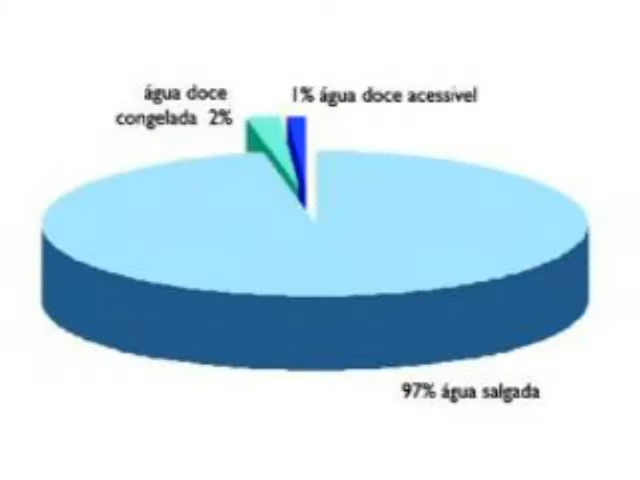 água doce
congelada 2%
1% água doce acessível
97% água salgada